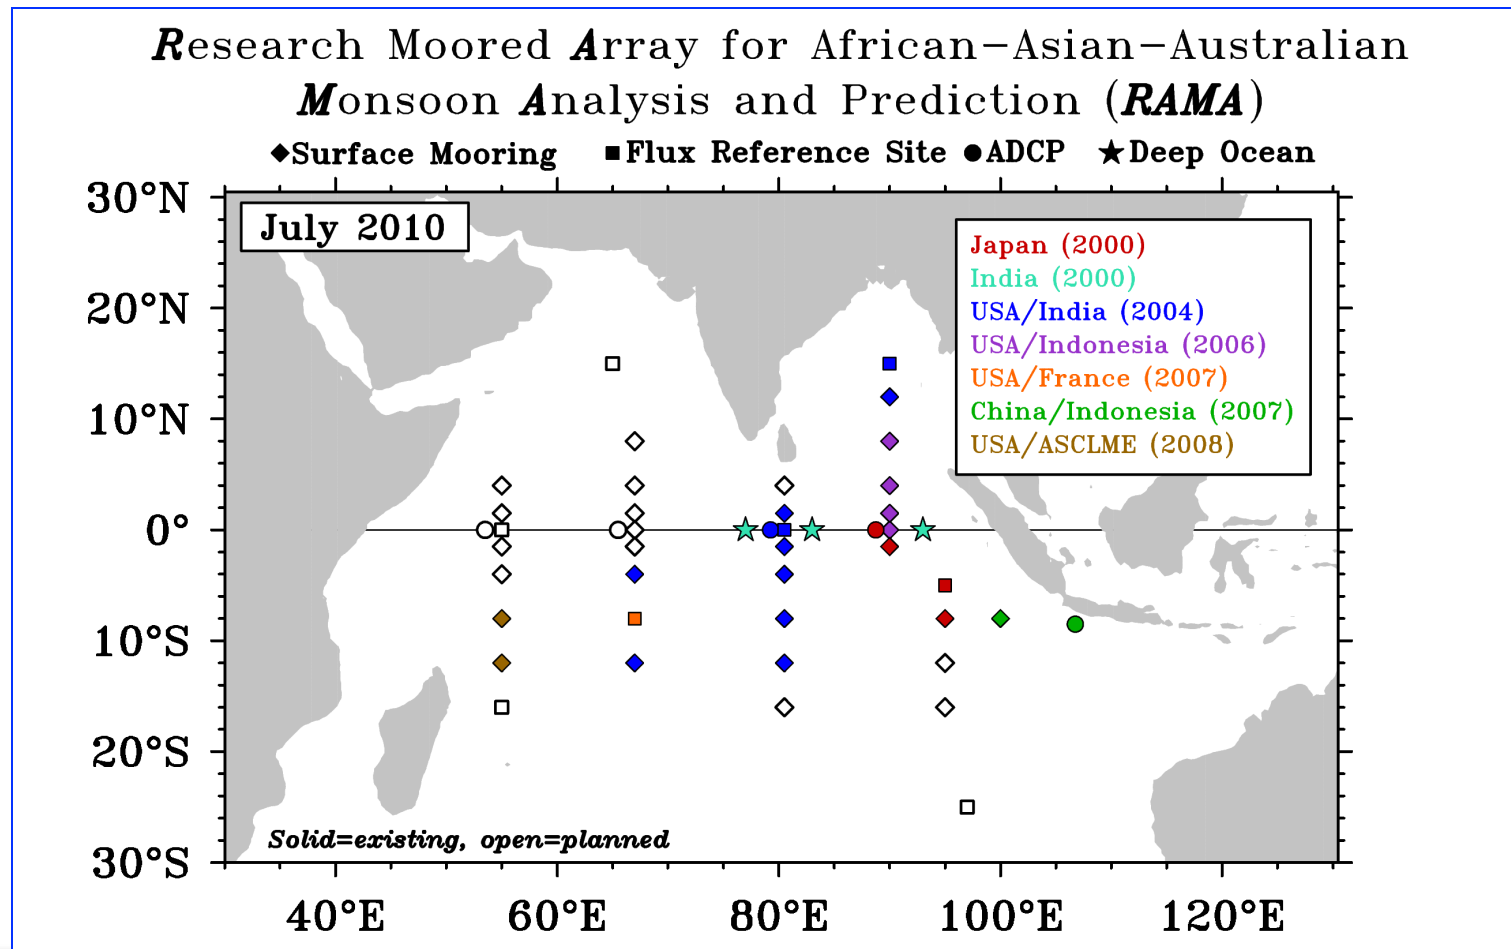 Research Moored Array for African-Asian-Australian
Monsoon Analysis and Prediction (RAMA)
◆Surface Mooring ■Flux Reference Site ●ADCP ★Deep Ocean
30°N
20°N
10°N
0°
10°S
20°S
30°S
July 2010
Japan (2000)
India (2000)
USA/India (2004)
USA/Indonesia (2006)
USA/France (2007)
China/Indonesia (2007)
USA/ASCLME (2008)
Solid=existing, open=planned
40°E 60°E 80°E 100°E 120°E